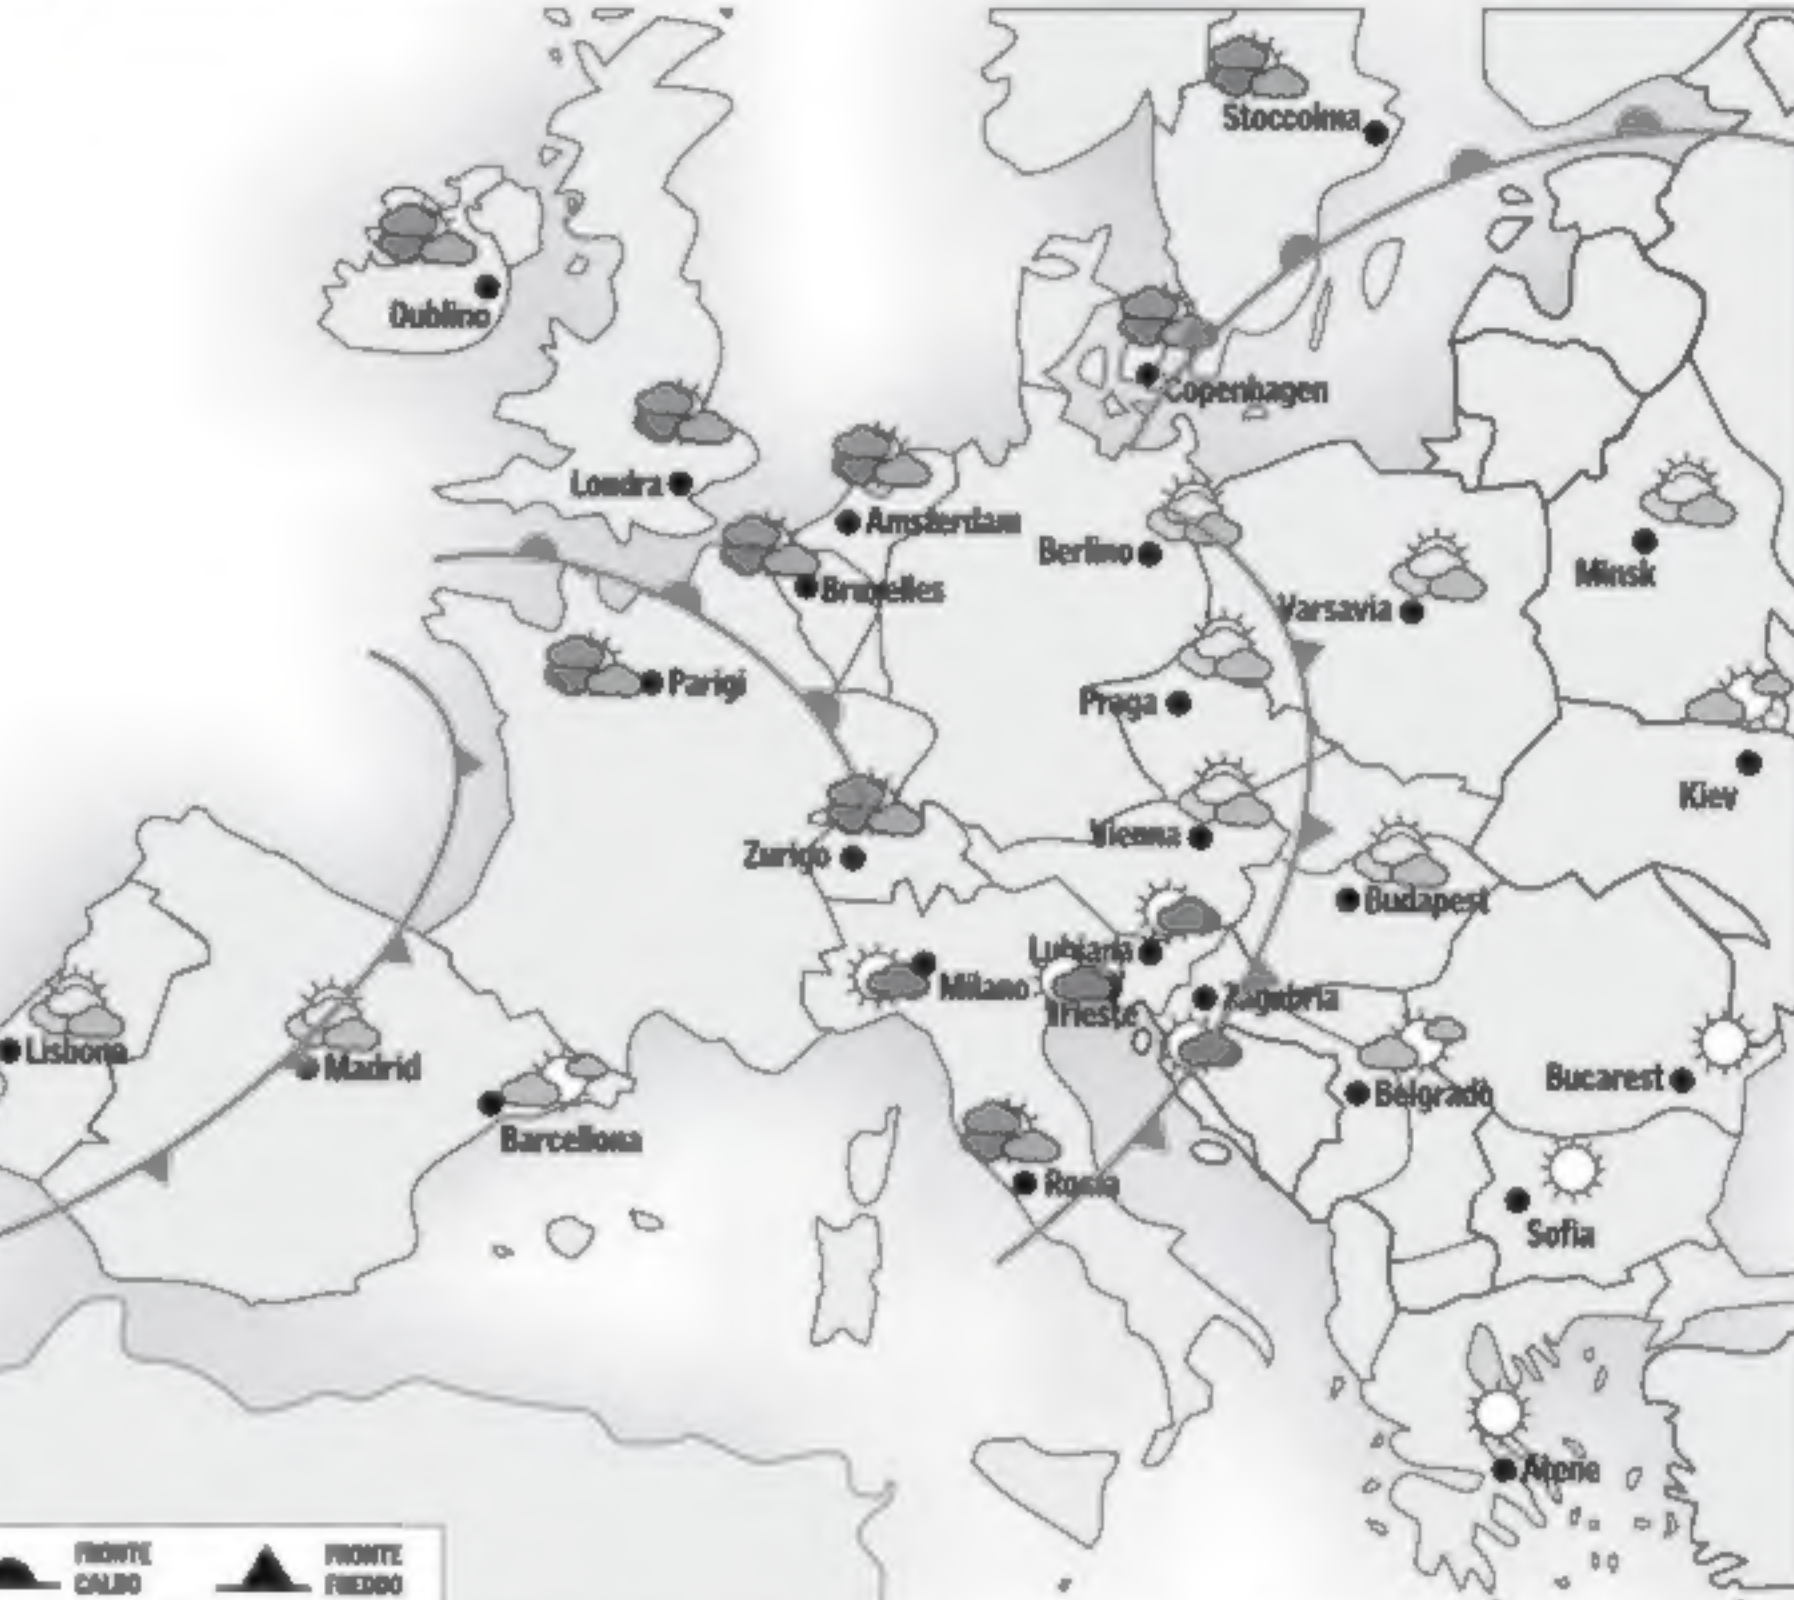 Stoccolma
Dublino
Copenhagen
Londra
Amsterdam
Berlino
Bruxelles
Varsavia
Minsk
Parigi
Praga
Kiev
Vienna
Zurigo
Budapest
Lubiana
Milano
Zagabria
Trieste
Lisbona
Madrid
Bucarest
Belgrado
Barcellona
Roma
Sofia
Atene
FRONTE
CALDO
FRONTE
FREDDO